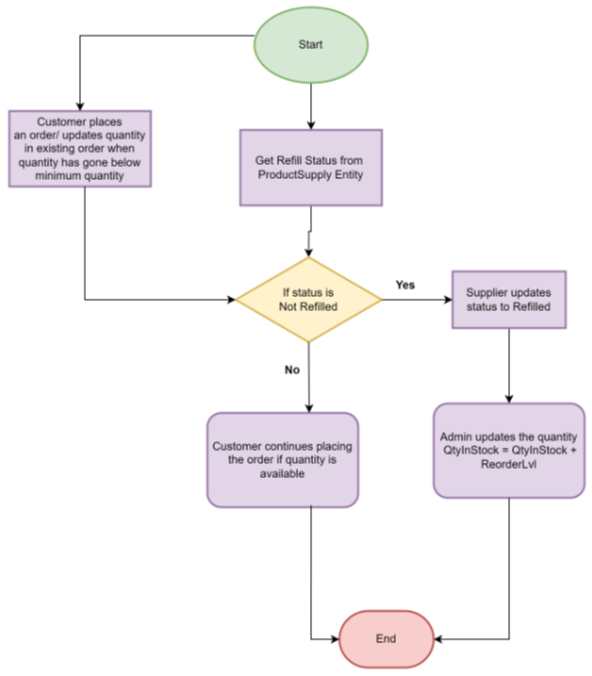 Start
Customer places
an order/ updates quantity
in existing order when
quantity has gone below
minimum quantity
Get Refill Status from
ProductSupply Entity
If status is
Not Refilled
Yes
Supplier updates
status to Refilled
No
Customer continues placing
the order if quantity is
available
Admin updates the quantity
QtyInStock = QtyInStock +
ReorderLvl
End